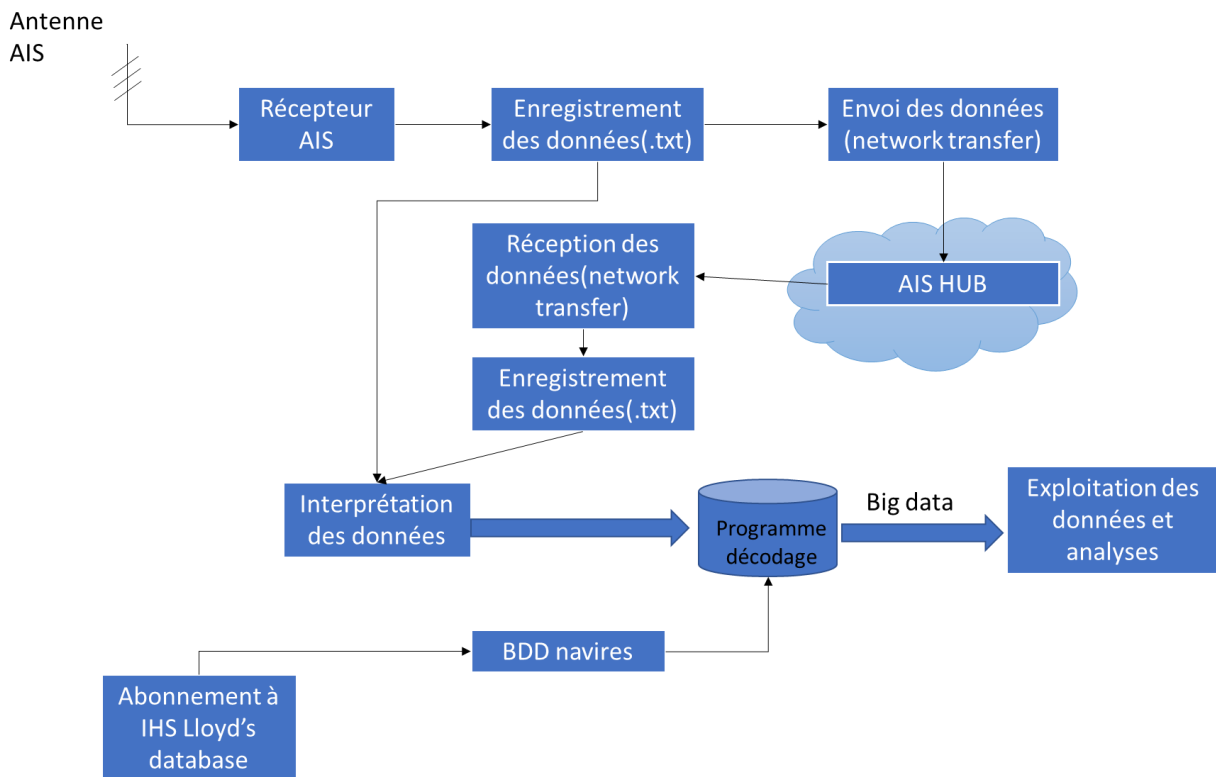 Antenne
AIS
Récepteur
AIS
Enregistrement
des données(.txt)
Envoi des données
(network transfer)
Réception des
données(network
transfer)
AIS HUB
Enregistrement
des données(.txt)
Interprétation
des données
Programme
décodage
Big data
Exploitation des
données et
analyses
BDD navires
Abonnement à
IHS Lloyd’s
database